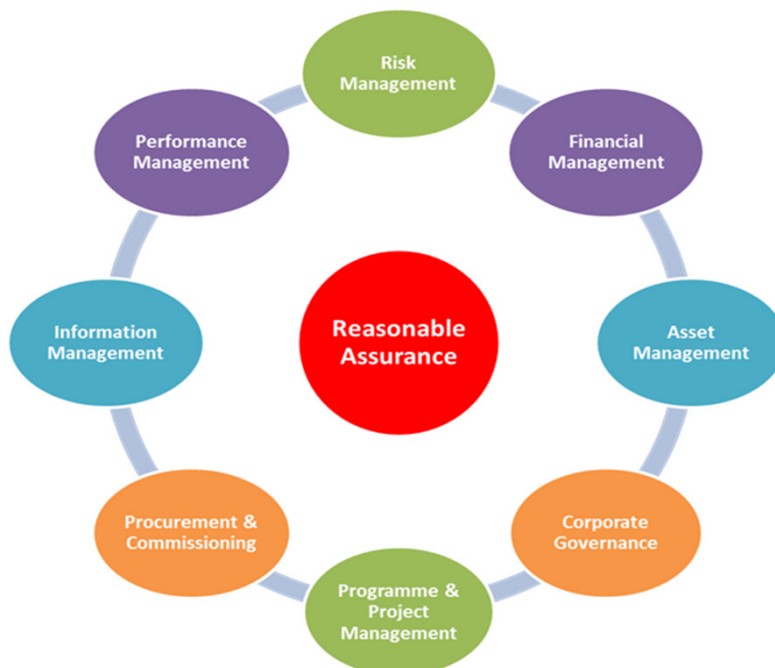 Risk
Management
Performance
Management
Financial
Management
Information
Management
Reasonable
Assurance
Asset
Management
Procurement &
Commissioning
Corporate
Governance
Programme &
Project
Management